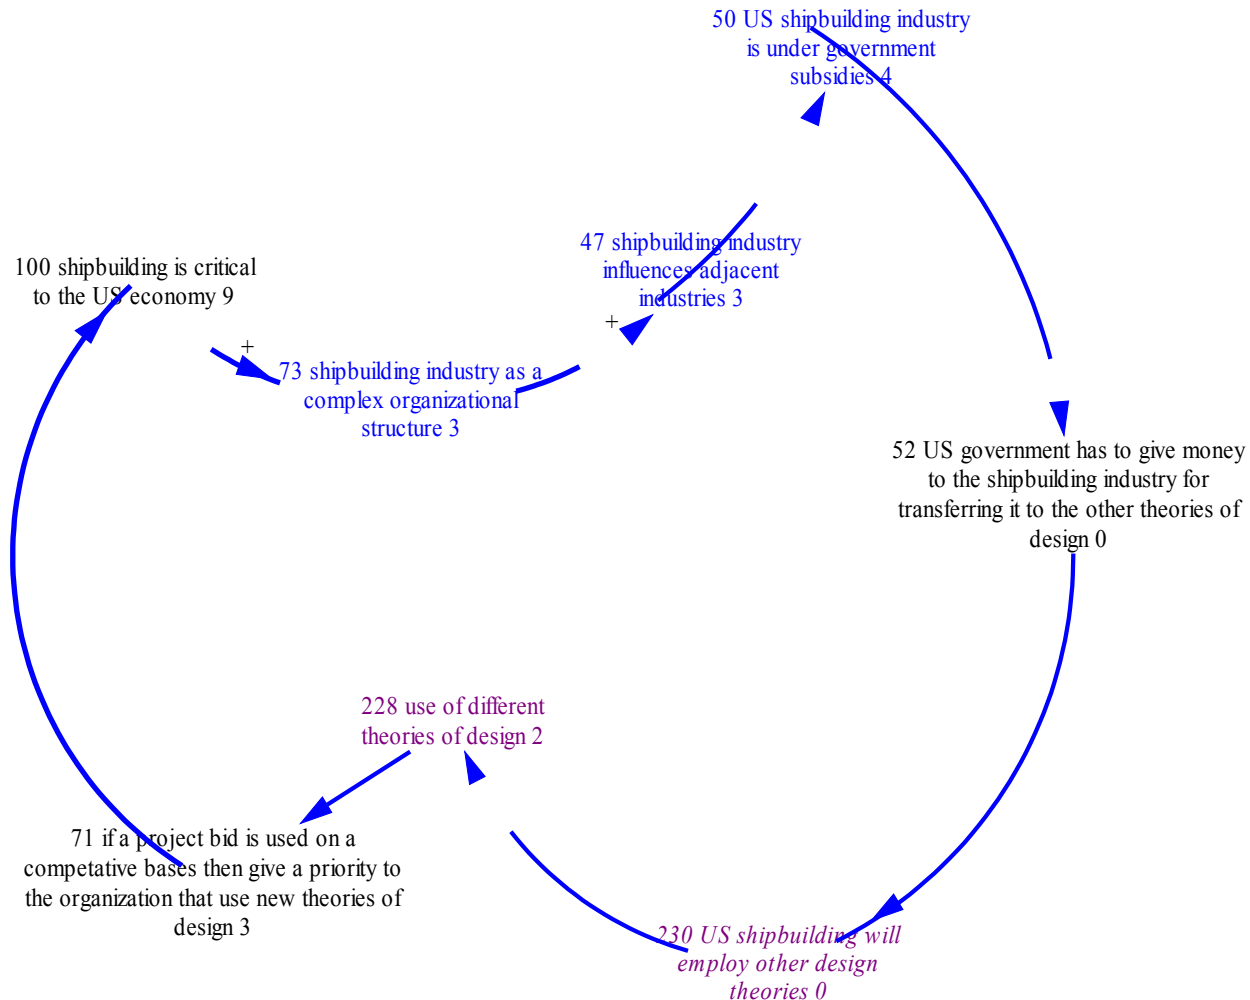 50 US shipbuilding industry
is under government
subsidies 4
47 shipbuilding industry
influences adjacent
industries 3
+
100 shipbuilding is critical
to the US economy 9
+
73 shipbuilding industry as a
complex organizational
structure 3
52 US government has to give money
to the shipbuilding industry for
transferring it to the other theories of
design 0
228 use of different
theories of design 2
71 if a project bid is used on a
competative bases then give a priority to
the organization that use new theories of
design 3
230 US shipbuilding will
employ other design
theories 0